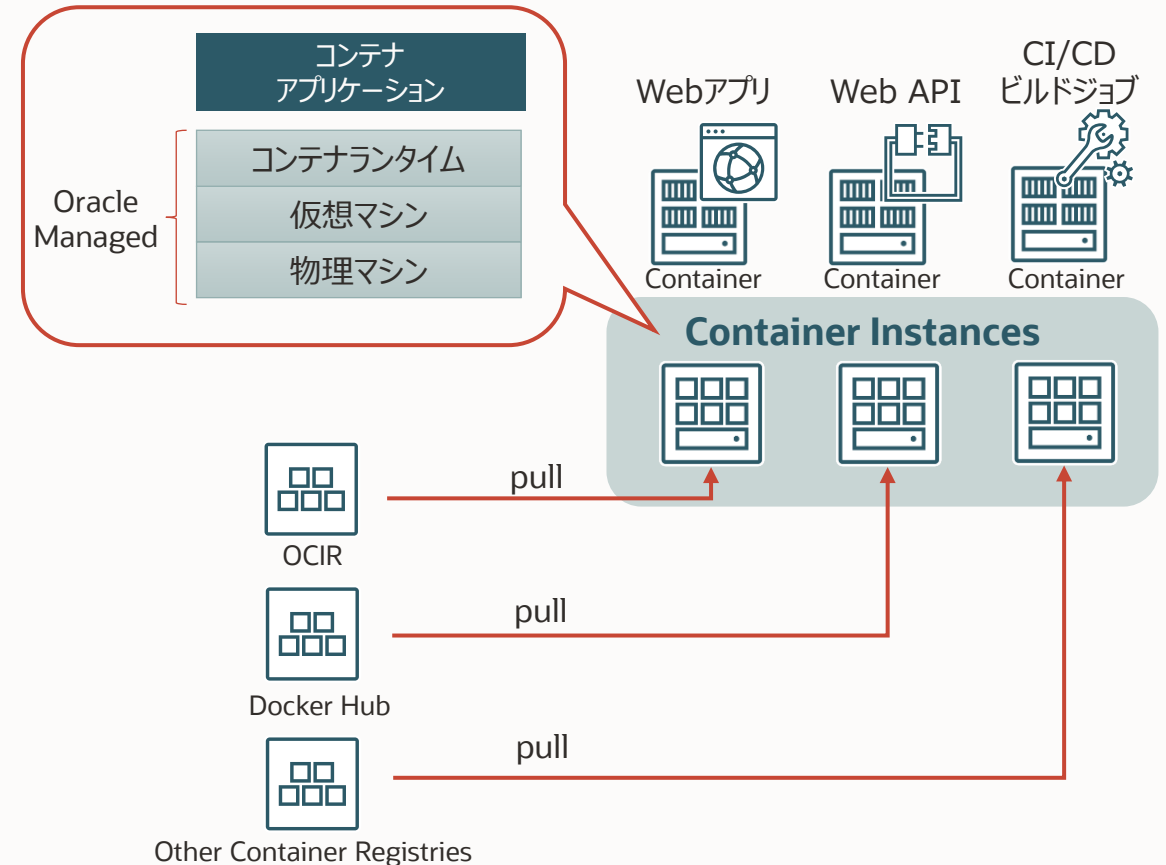 コンテナ
アプリケーション
コンテナランタイム
仮想マシン
物理マシン
Oracle
Managed
Webアプリ
Web API
CI/CD
ビルドジョブ
Container
Container
Container
Container Instances
pull
OCIR
pull
Docker Hub
pull
Other Container Registries